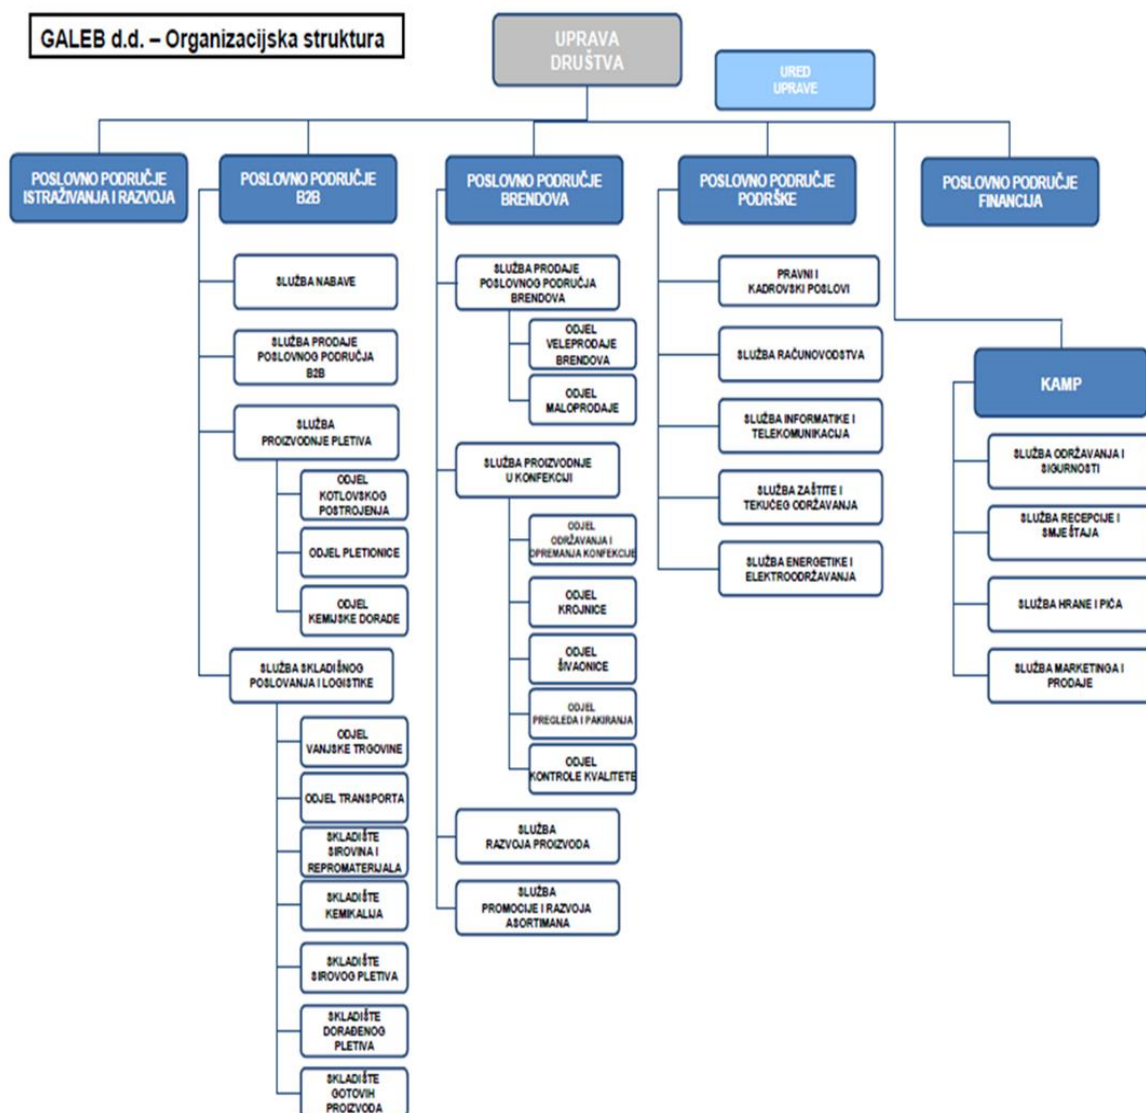 GALEB d.d. – Organizacijska struktura
UPRAVA
DRUŠTVA
URED
UPRAVE
POSLOVNO PODRUČJE
ISTRAŽIVANJA I RAZVOJA
POSLOVNO PODRUČJE
B2B
SLUŽBA NABAVE
SLUŽBA PRODAJE
POSLOVNOG PODRUČJA
B2B
SLUŽBA
PROIZVODNJE PLETIVA
ODJEL
KOTLOVSKOG
POSTROJENJA
ODJEL PLETIONICE
ODJEL
KEMIJSKE DORADE
SLUŽBA SKLADIŠNOG
POSLOVANJA I LOGISTIKE
ODJEL
VANJSKE TRGOVINE
ODJEL TRANSPORTA
SKLADIŠTE
SIROVINA I
REPROMATERIJALA
SKLADIŠTE
KEMIKALIJA
SKLADIŠTE
SIROVOG PLETIVA
SKLADIŠTE
DORAĐENOG
PLETIVA
SKLADIŠTE
GOTOVIH
PROIZVODA
POSLOVNO PODRUČJE
BRENDOVA
SLUŽBA PRODAJE
POSLOVNOG PODRUČJA
BRENDOVA
ODJEL
VELEPRODAJE
BRENDOVA
ODJEL
MALOPRODAJE
SLUŽBA PROIZVODNJE
U KONFEKCIJI
ODJEL
ODRŽAVANJA I
OPREMANJA KONFEKCIJE
ODJEL
KROJNICE
ODJEL
ŠIVAONICE
ODJEL
PREGLEDA I PAKIRANJA
ODJEL
KONTROLE KVALITETE
SLUŽBA
RAZVOJA PROIZVODA
SLUŽBA
PROMOCIJE I RAZVOJA
ASORTIMANA
POSLOVNO PODRUČJE
PODRŠKE
PRAVNI I
KADROVSKI POSLOVI
SLUŽBA RAČUNOVODSTVA
SLUŽBA INFORMATIKE I
TELEKOMUNIKACIJA
SLUŽBA ZAŠTITE I
TEKUĆEG ODRŽAVANJA
SLUŽBA ENERGETIKE I
ELEKTROODRŽAVANJA
POSLOVNO PODRUČJE
FINANCIJA
KAMP
SLUŽBA ODRŽAVANJA I
SIGURNOSTI
SLUŽBA RECEPCIJE I
SMJEŠTAJA
SLUŽBA HRANE I PIĆA
SLUŽBA MARKETINGA I
PRODAJE